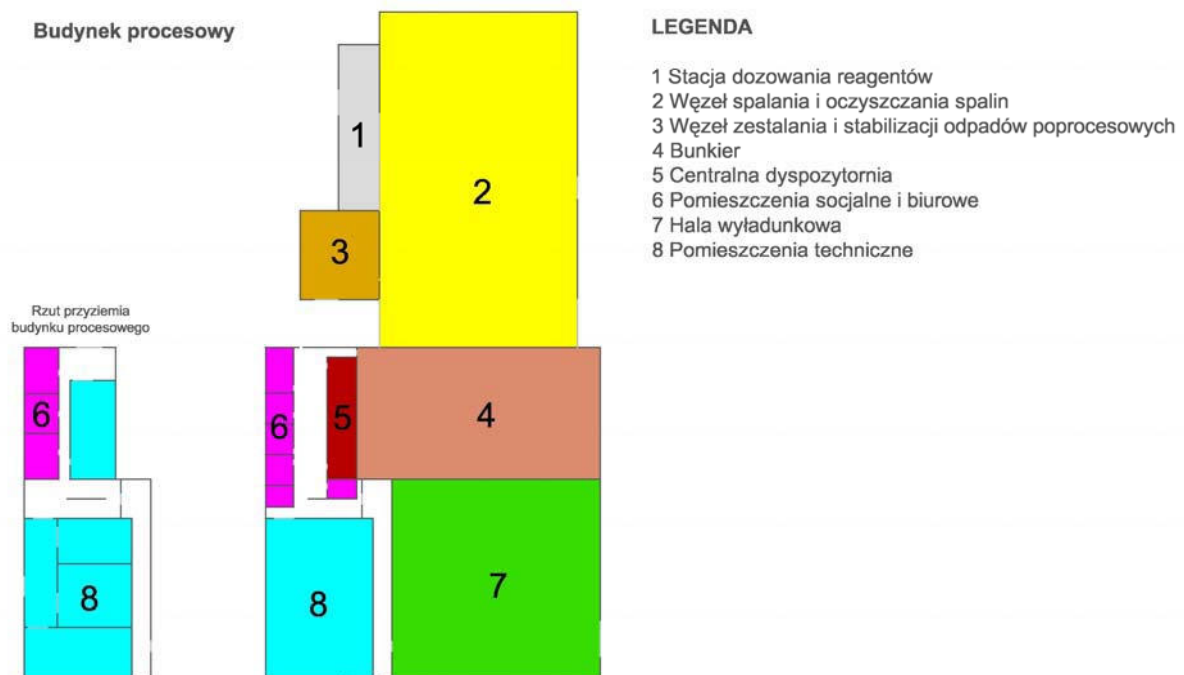 Budynek procesowy
LEGENDA
1 Stacja dozowania reagentów
2 Węzeł spalania i oczyszczania spalin
3 Węzeł zestalania i stabilizacji odpadów poprocesowych
4 Bunkier
5 Centralna dyspozytornia
6 Pomieszczenia socjalne i biurowe
7 Hala wyładunkowa
8 Pomieszczenia techniczne
1
2
3
Rzut przyziemia
budynku procesowego
6
6
5
4
8
8
7